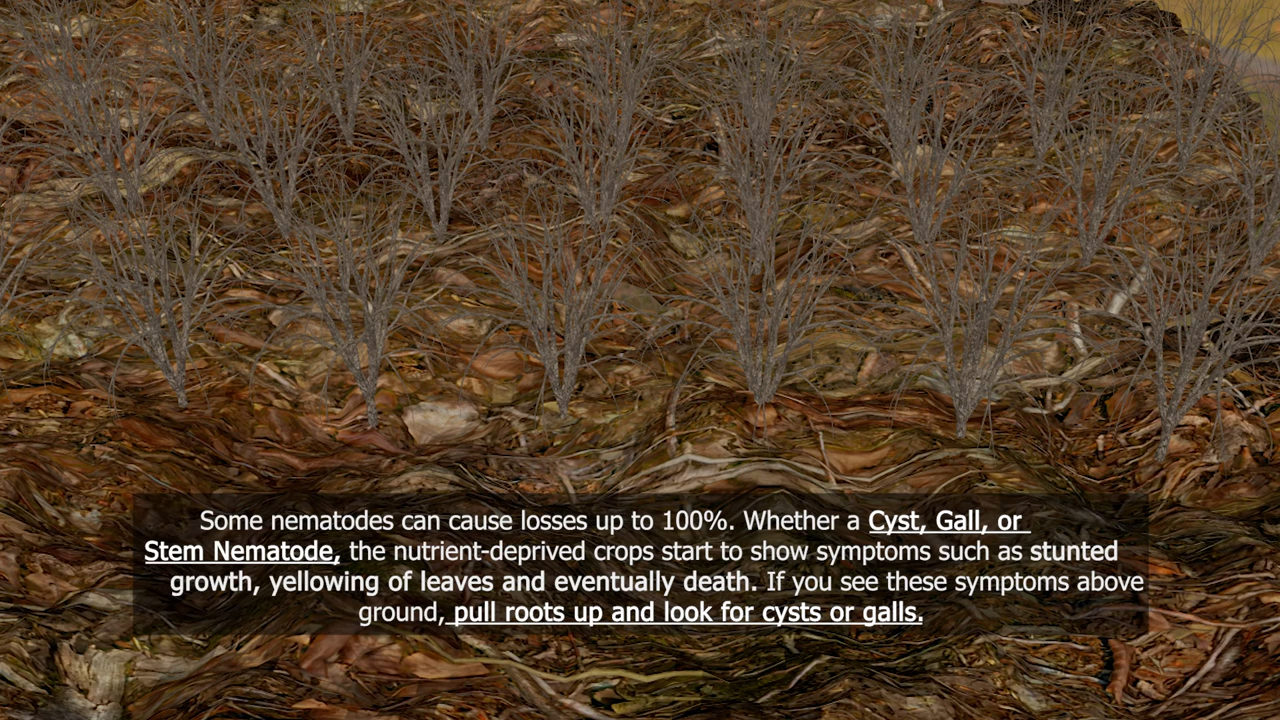 Some nematodes can cause losses up to 100%. Whether a Cyst, Gall, or
Stem Nematode, the nutrient-deprived crops start to show symptoms such as stunted
growth, yellowing of leaves and eventually death. If you see these symptoms above
ground, pull roots up and look for cysts or galls.